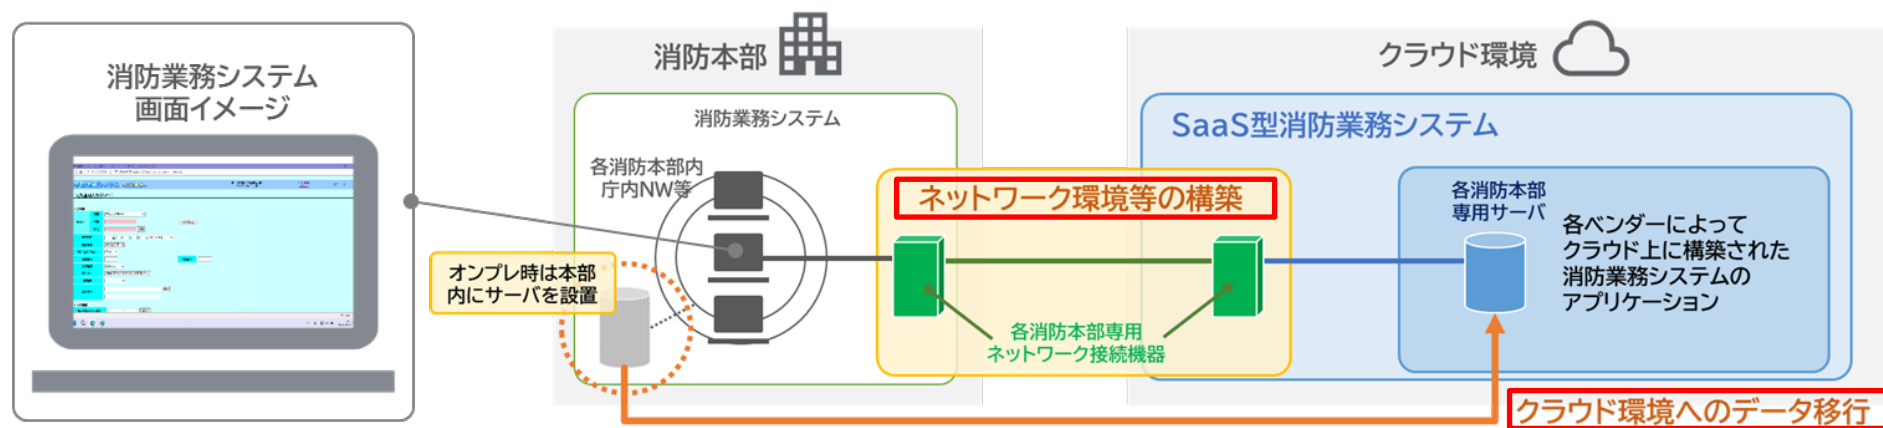 消防業務システム
画面イメージ
消防本部
消防業務システム
各消防本部内
庁内NW等
オンプレ時は本部
内にサーバを設置
ネットワーク環境等の構築
各消防本部専用
ネットワーク接続機器
クラウド環境
SaaS型消防業務システム
各消防本部
専用サーバ
各ベンダーによって
クラウド上に構築された
消防業務システムの
アプリケーション
クラウド環境へのデータ移行